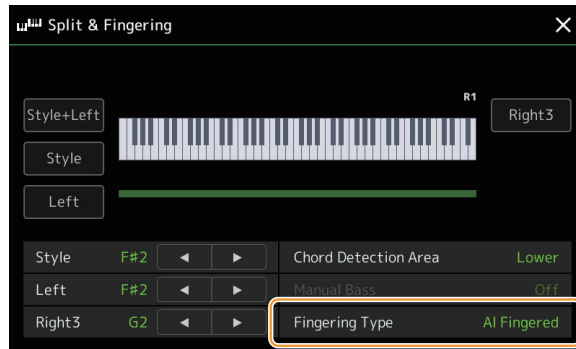 Split & Fingering
R1
Style+Left
Right3
Style
Left
Style F#2 Chord Detection Area Lower
Left F#2 Manual Bass Off
Right3 G2 Fingering Type AI Fingered